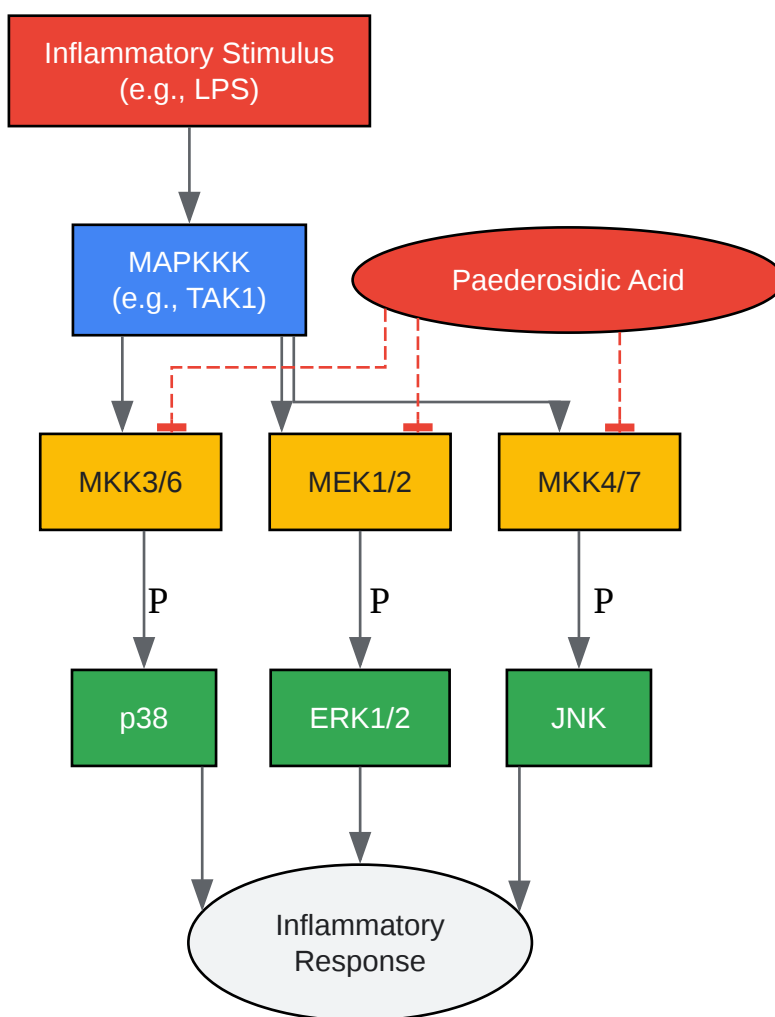 Inflammatory Stimulus
(e.g., LPS)
MAPKKK
(e.g., TAK1)
Paederosidic Acid
MKK3/6
MEK1/2
MKK4/7
P
P
P
p38
ERK1/2
JNK
Inflammatory
Response